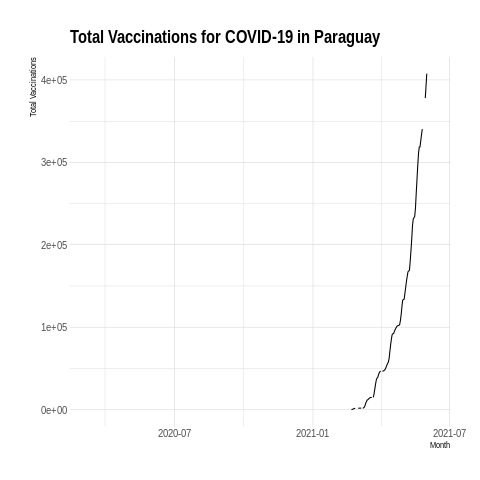 Total Vaccinations for COVID-19 in Paraguay
Total Vaccinations
4e+05
3e+05
2e+05
1e+05
0e+00
2020-07
2021-01
2021-07
Month